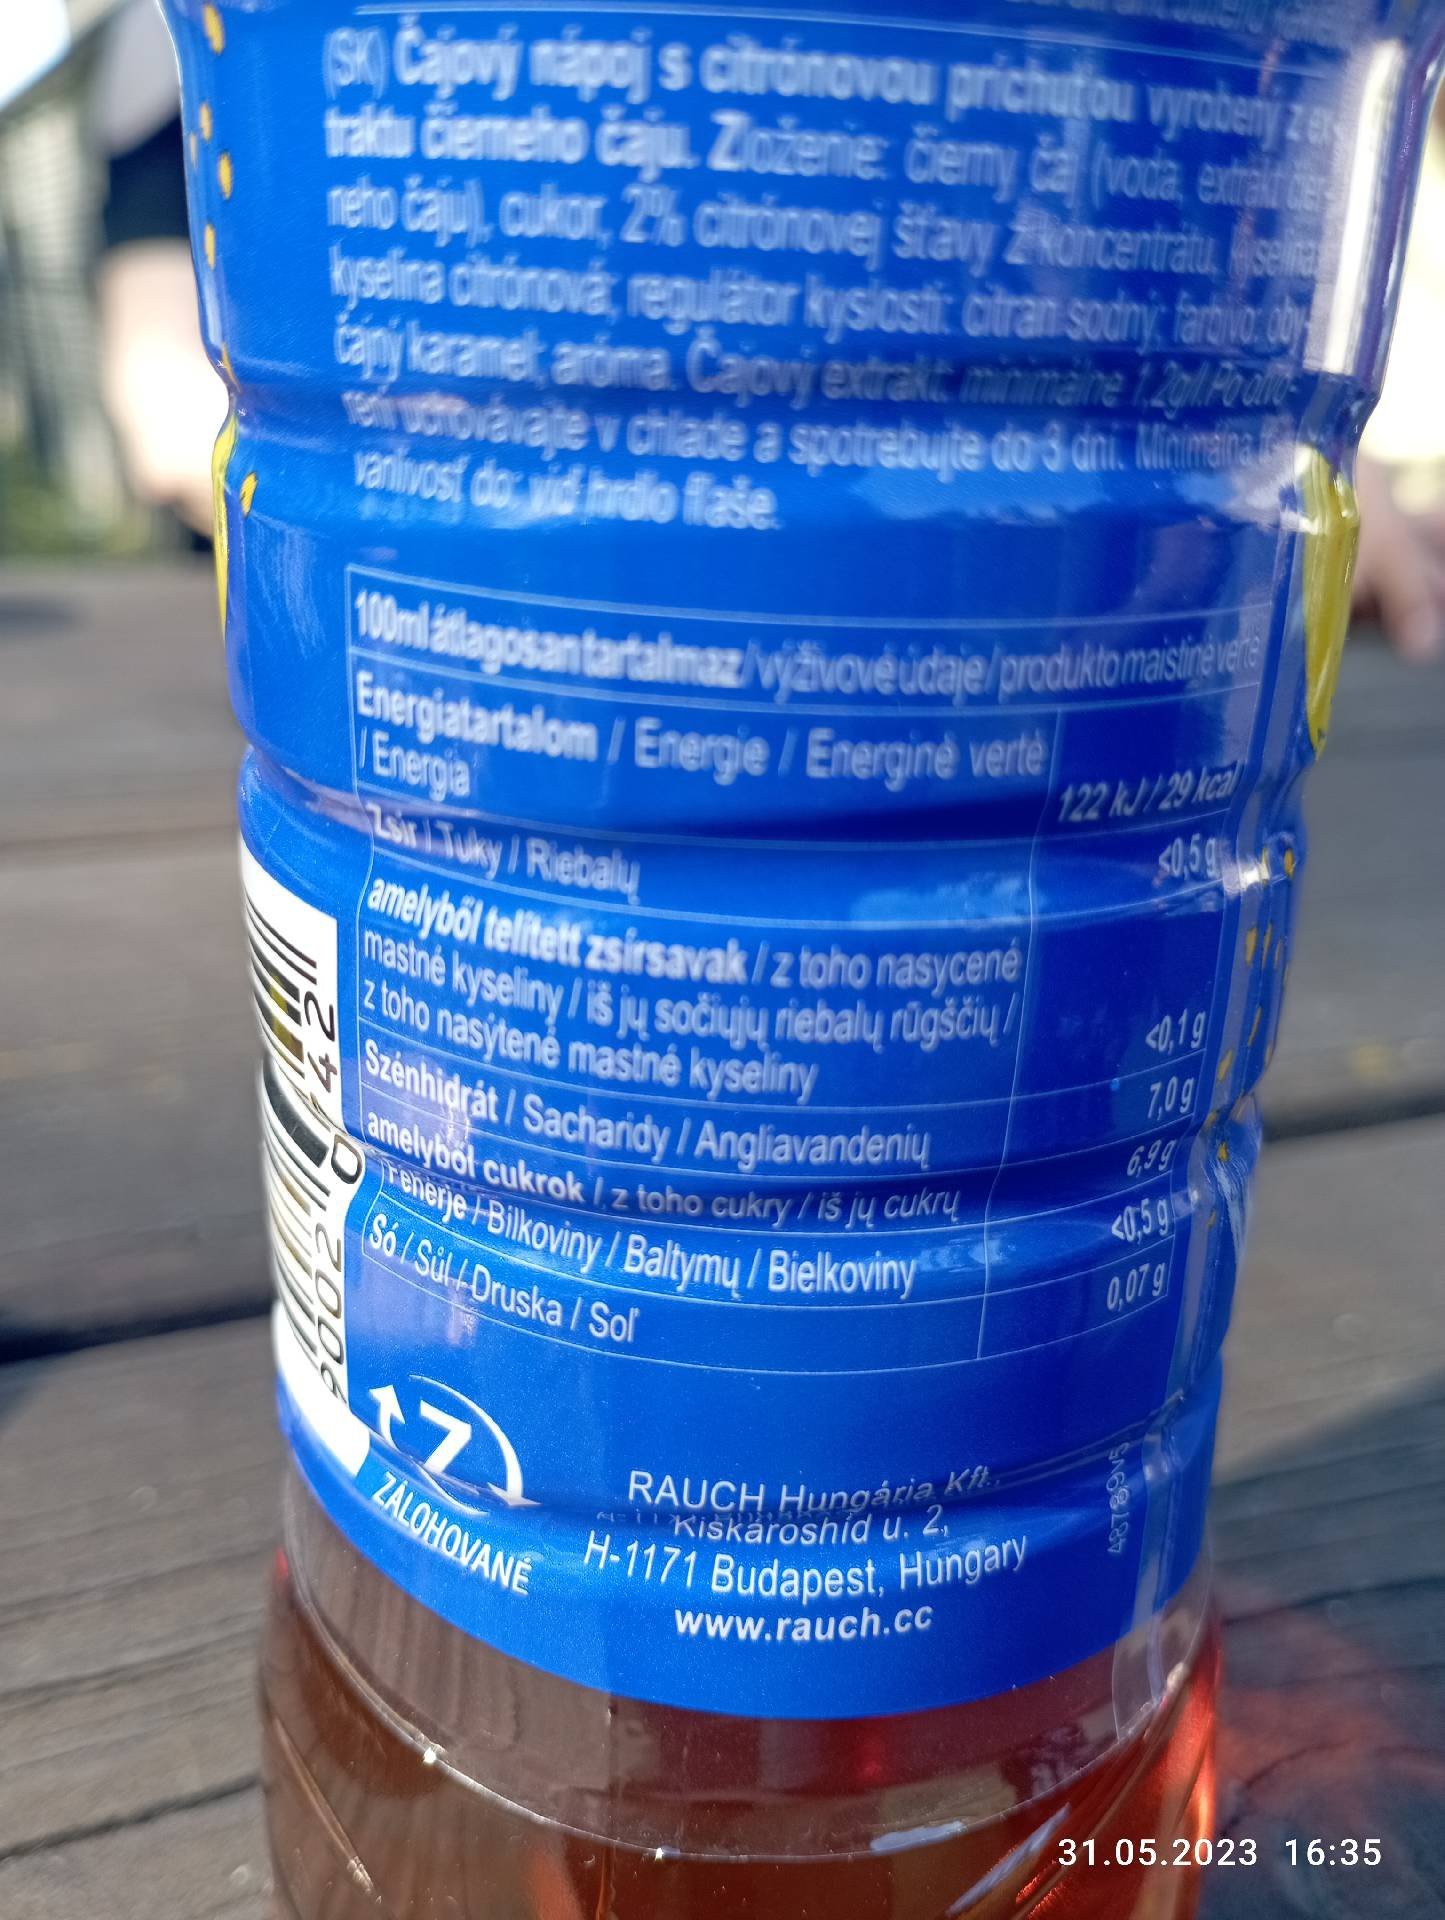 (SK) Čajový nápoj s citrónovou príchuťou vyrobený z ex-
traktu čierneho čaju. Zloženie: čierny čaj (voda, extrakt čier-
neho čaju), cukor, 2% citrónovej šťavy z koncentrátu, kyselina:
kyselina citrónová; regulátor kyslosti: citran sodný; farbivo: oby-
čajný karamel; aróma. Čajový extrakt: minimálne 1,2g/l. Po otvo-
rení uchovávajte v chlade a spotrebujte do 3 dní. Minimálna tr-
vanlivosť do: viď hrdlo fľaše.
100ml átlagosan tartalmaz / výživové údaje / produkto maistinė vertė
Energiatartalom / Energie / Energinė vertė
/ Energia
122 kJ / 29 kcal
Zsír / Tuky / Riebalų
<0,5 g
amelyből telített zsírsavak / z toho nasycené
mastné kyseliny / iš jų sočiųjų riebalų rūgščių /
z toho nasýtené mastné kyseliny
<0,1 g
Szénhidrát / Sacharidy / Angliavandenių
7,0 g
amelyből cukrok / z toho cukry / iš jų cukrų
6,9 g
Fehérje / Bílkoviny / Baltymų / Bielkoviny
<0,5 g
Só / Sůl / Druska / Soľ
0,07 g
Z
ZÁLOHOVANÉ
RAUCH Hungária Kft.
Kiskároshíd u. 2,
H-1171 Budapest, Hungary
www.rauch.cc
48789v5
31.05.2023 16:35